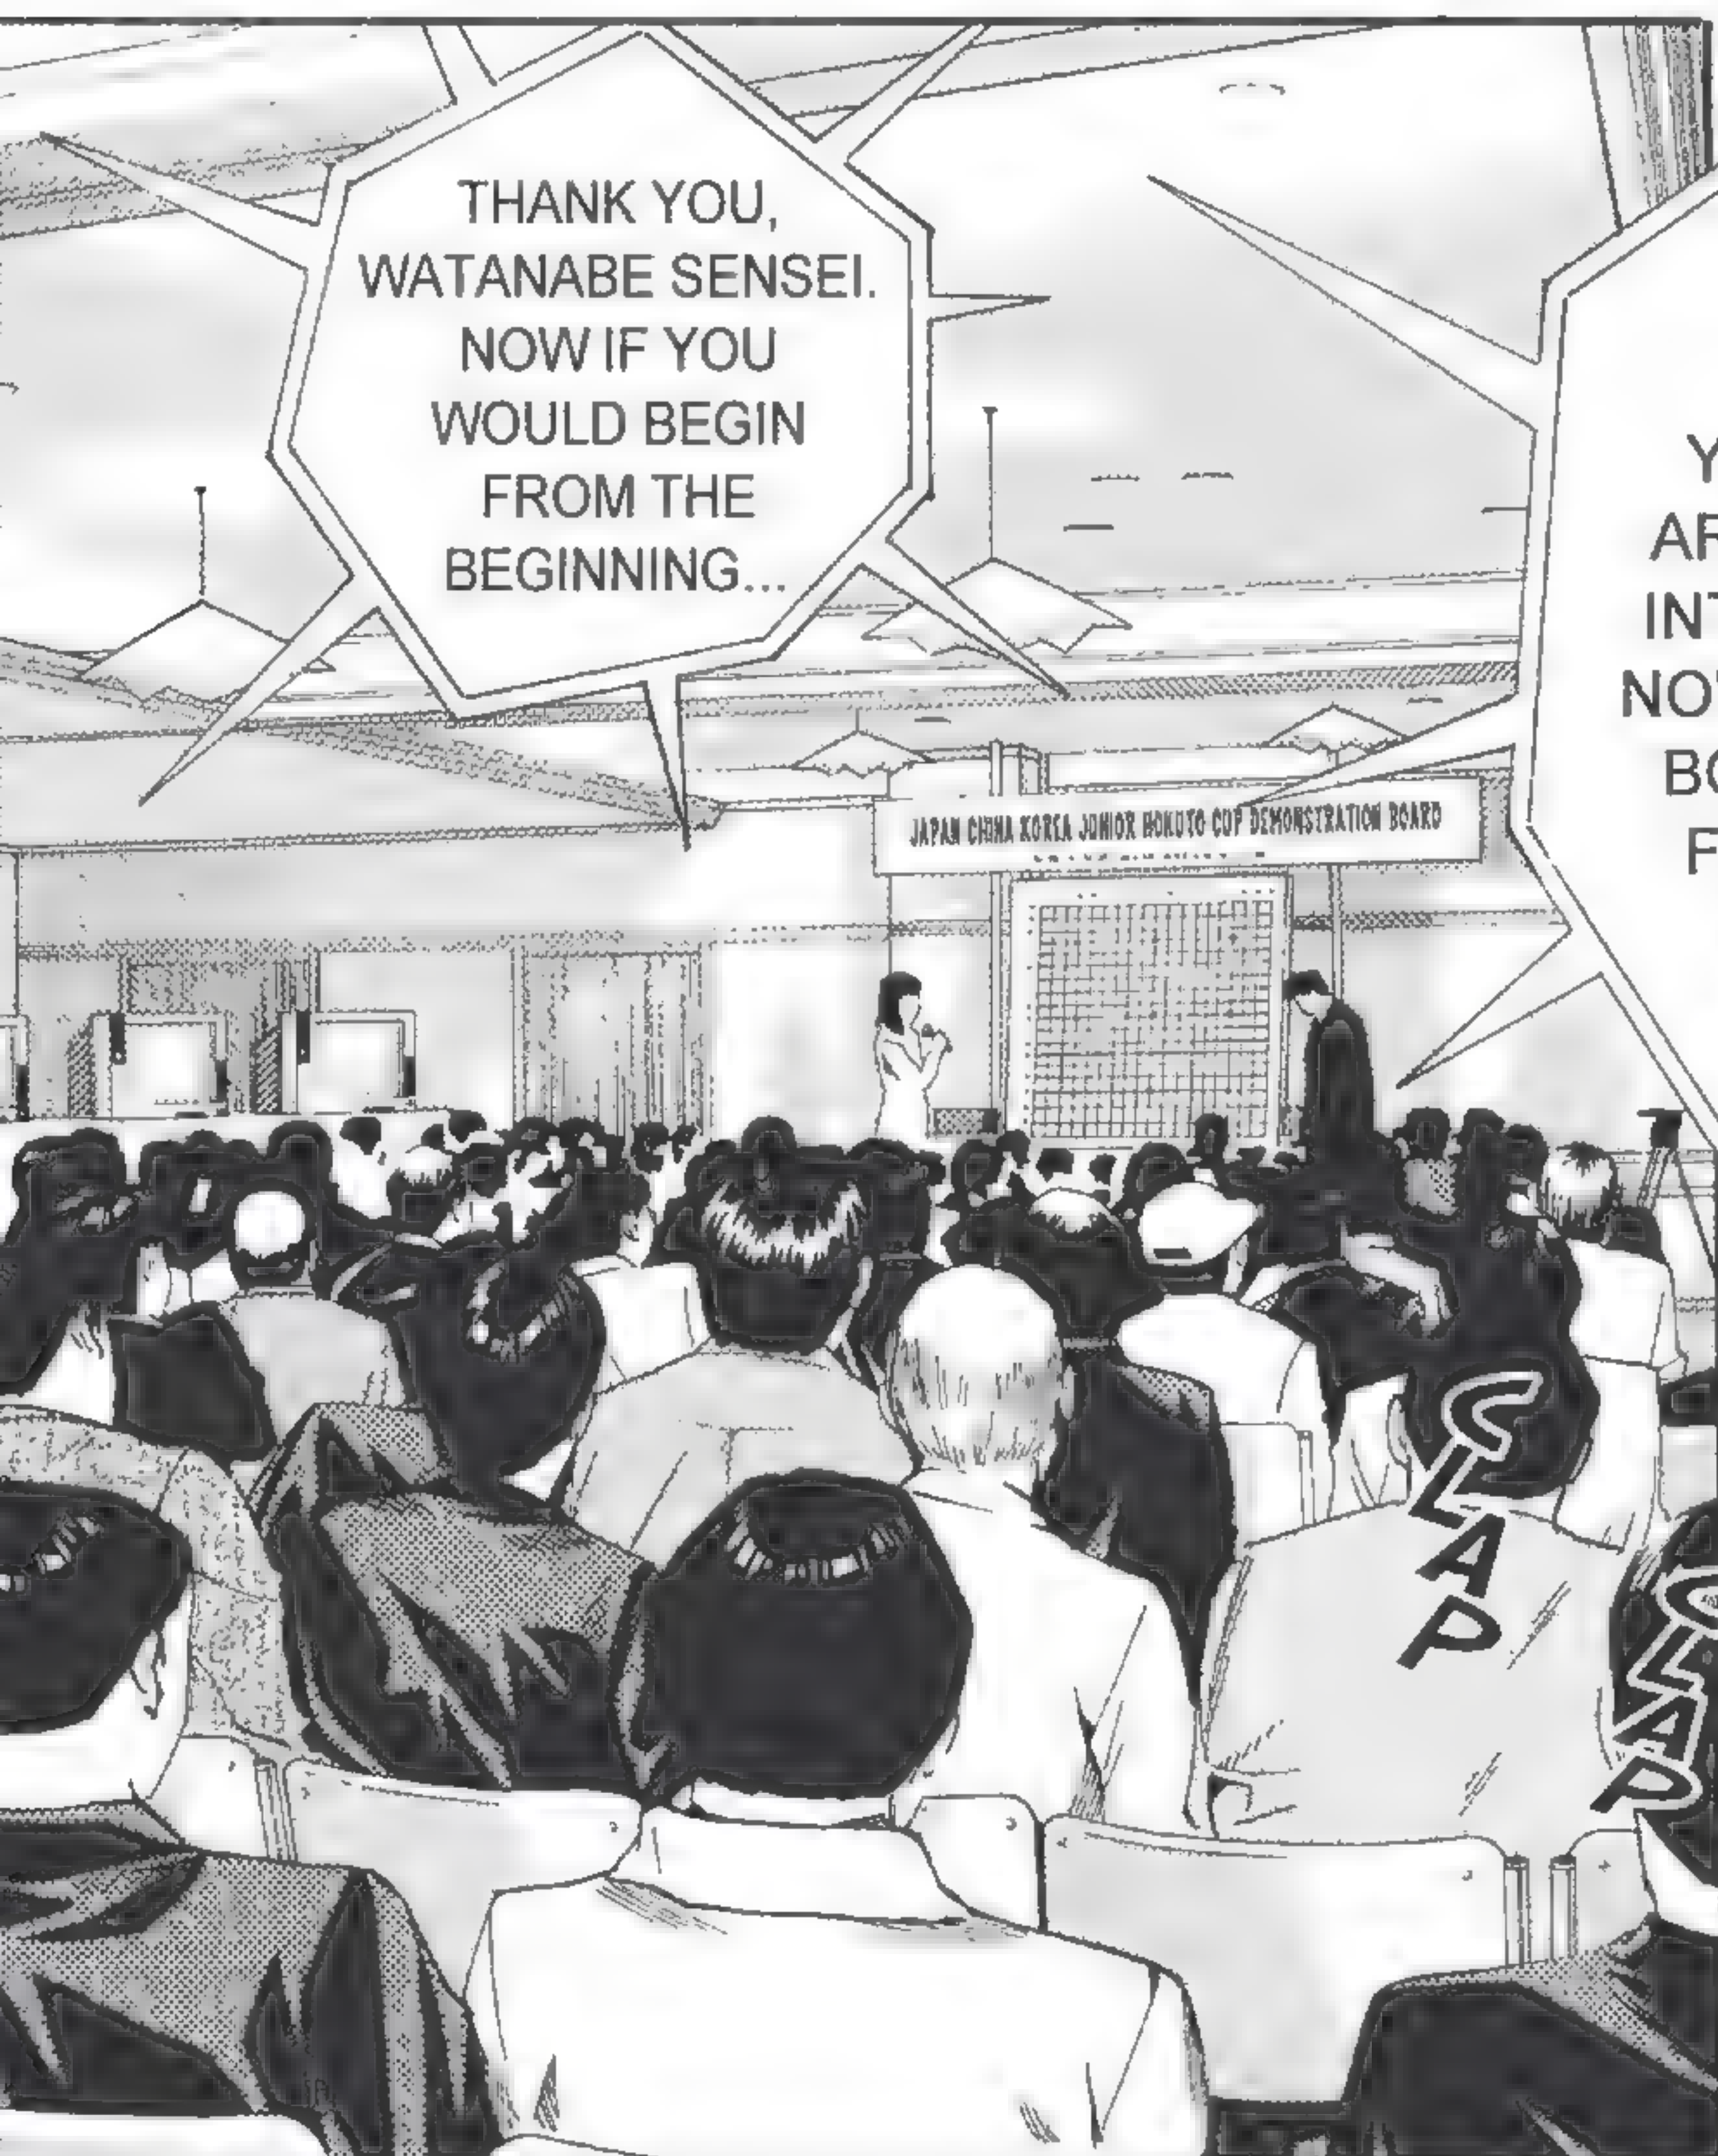 THANK YOU,
WATANABE SENSEI.
NOW IF YOU
WOULD BEGIN
FROM THE
BEGINNING...
JAPAN CHINA KOREA JUNIOR HOKUTO CUP DEMONSTRATION BOARD
CLAP
CLAP